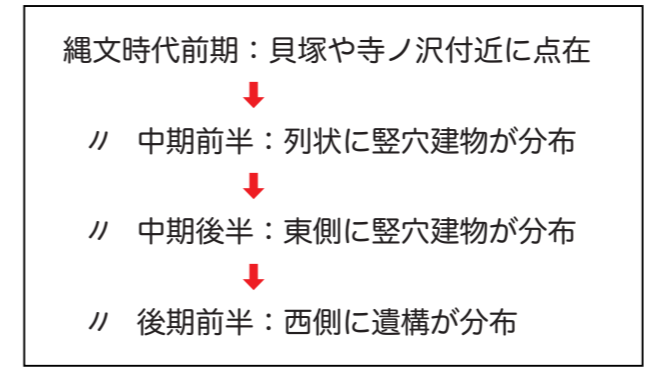 縄文時代前期：貝塚や寺ノ沢付近に点在
〃 中期前半：列状に竪穴建物が分布
〃 中期後半：東側に竪穴建物が分布
〃 後期前半：西側に遺構が分布